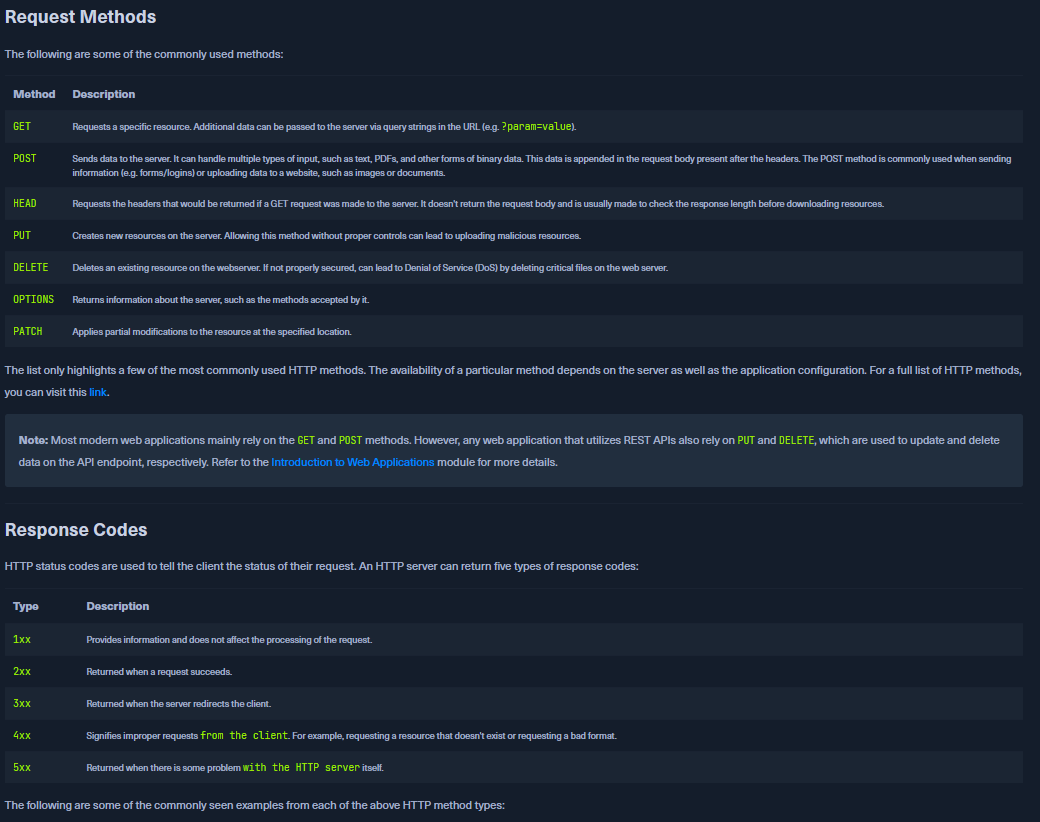 Request Methods
The following are some of the commonly used methods:
Method Description
GET Requests a specific resource. Additional data can be passed to the server via query strings in the URL (e.g. ?param=value).
POST Sends data to the server. It can handle multiple types of input, such as text, PDFs, and other forms of binary data. This data is appended in the request body present after the headers. The POST method is commonly used when sending
information (e.g. forms/logins) or uploading data to a website, such as images or documents.
HEAD Requests the headers that would be returned if a GET request was made to the server. It doesn't return the request body and is usually made to check the response length before downloading resources.
PUT Creates new resources on the server. Allowing this method without proper controls can lead to uploading malicious resources.
DELETE Deletes an existing resource on the webserver. If not properly secured, can lead to Denial of Service (DoS) by deleting critical files on the web server.
OPTIONS Returns information about the server, such as the methods accepted by it.
PATCH Applies partial modifications to the resource at the specified location.
The list only highlights a few of the most commonly used HTTP methods. The availability of a particular method depends on the server as well as the application configuration. For a full list of HTTP methods,
you can visit this link.
Note: Most modern web applications mainly rely on the GET and POST methods. However, any web application that utilizes REST APIs also rely on PUT and DELETE, which are used to update and delete
data on the API endpoint, respectively. Refer to the Introduction to Web Applications module for more details.
Response Codes
HTTP status codes are used to tell the client the status of their request. An HTTP server can return five types of response codes:
Type Description
1xx Provides information and does not affect the processing of the request.
2xx Returned when a request succeeds.
3xx Returned when the server redirects the client.
4xx Signifies improper requests from the client. For example, requesting a resource that doesn't exist or requesting a bad format.
5xx Returned when there is some problem with the HTTP server itself.
The following are some of the commonly seen examples from each of the above HTTP method types: